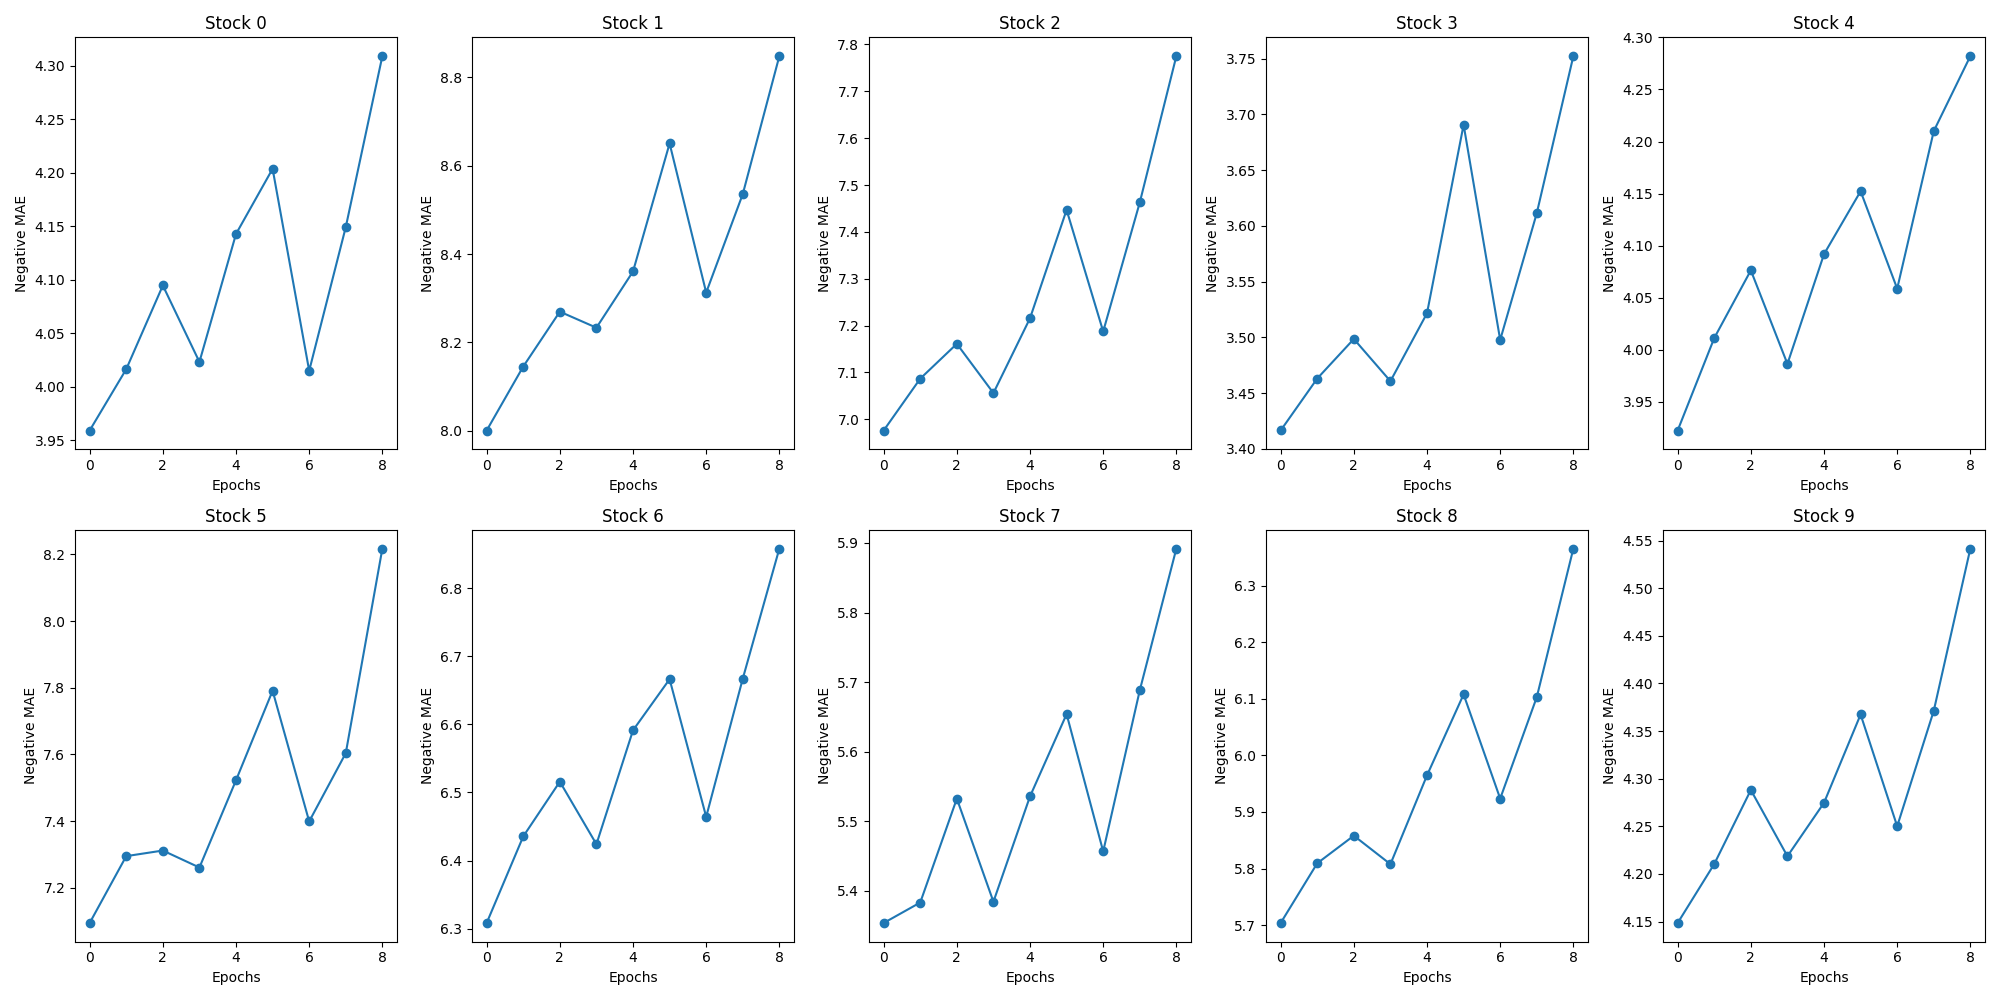 Stock 0
Stock 1
Stock 2
Stock 3
Stock 4
4.30
4.25
4.20
4.15
4.10
4.05
4.00
3.95
Negative MAE
0 2 4 6 8
Epochs
8.8
8.6
8.4
8.2
8.0
Negative MAE
0 2 4 6 8
Epochs
7.8
7.7
7.6
7.5
7.4
7.3
7.2
7.1
7.0
Negative MAE
0 2 4 6 8
Epochs
3.75
3.70
3.65
3.60
3.55
3.50
3.45
3.40
Negative MAE
0 2 4 6 8
Epochs
4.30
4.25
4.20
4.15
4.10
4.05
4.00
3.95
Negative MAE
0 2 4 6 8
Epochs
Stock 5
Stock 6
Stock 7
Stock 8
Stock 9
8.2
8.0
7.8
7.6
7.4
7.2
Negative MAE
0 2 4 6 8
Epochs
6.8
6.7
6.6
6.5
6.4
6.3
Negative MAE
0 2 4 6 8
Epochs
5.9
5.8
5.7
5.6
5.5
5.4
Negative MAE
0 2 4 6 8
Epochs
6.3
6.2
6.1
6.0
5.9
5.8
5.7
Negative MAE
0 2 4 6 8
Epochs
4.55
4.50
4.45
4.40
4.35
4.30
4.25
4.20
4.15
Negative MAE
0 2 4 6 8
Epochs